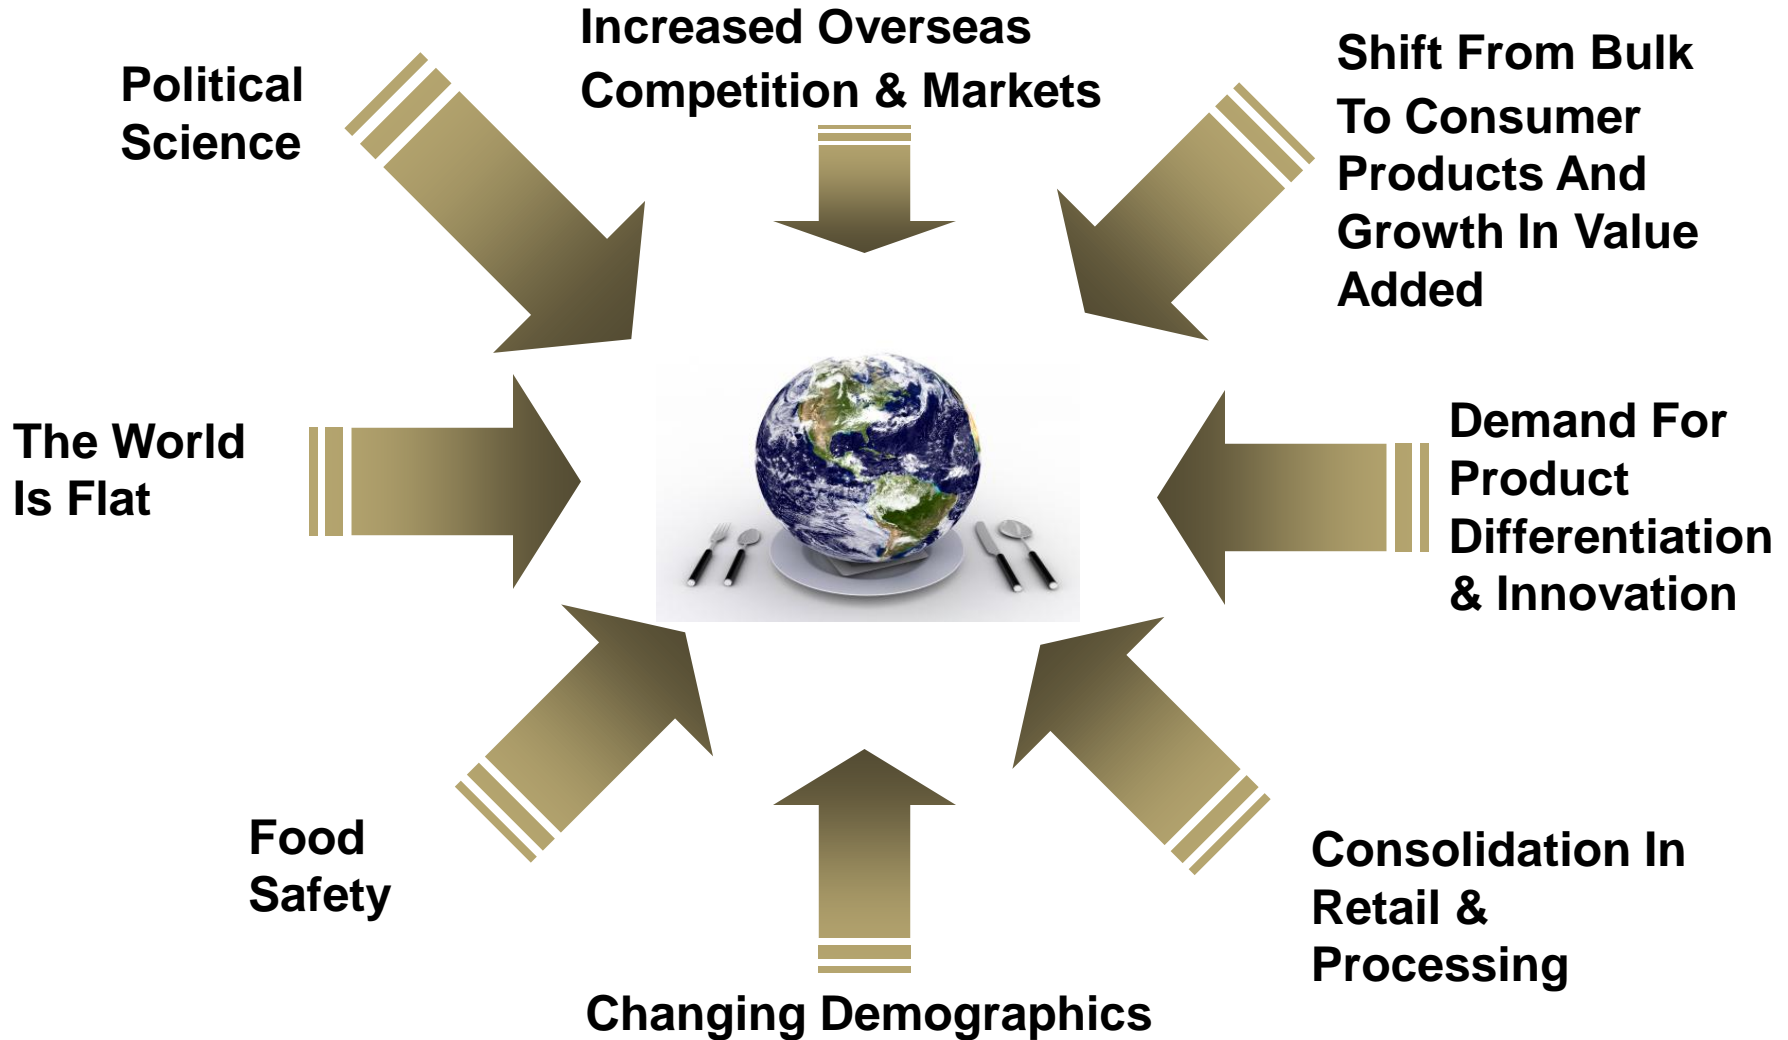 Increased Overseas
Competition & Markets
Political
Science
Shift From Bulk
To Consumer
Products And
Growth In Value
Added
The World
Is Flat
Demand For
Product
Differentiation
& Innovation
Food
Safety
Consolidation In
Retail &
Processing
Changing Demographics